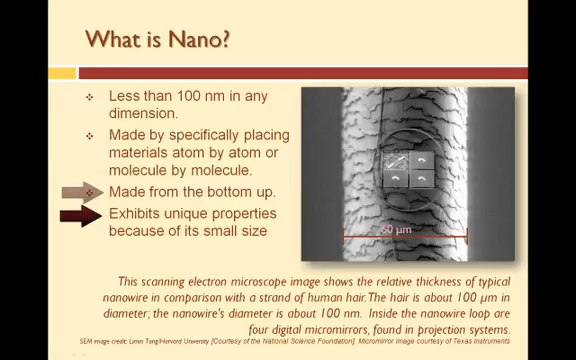 What is Nano?
Less than 100 nm in any
dimension.
Made by specifically placing
materials atom by atom or
molecule by molecule.
Made from the bottom up.
Exhibits unique properties
because of its small size
50 µm
This scanning electron microscope image shows the relative thickness of typical
nanowire in comparison with a strand of human hair. The hair is about 100 µm in
diameter; the nanowire's diameter is about 100 nm. Inside the nanowire loop are
four digital micromirrors, found in projection systems.
SEM image credit: Limin Tong/Harvard University [Courtesy of the National Science Foundation], Micromirror image courtesy of Texas Instruments